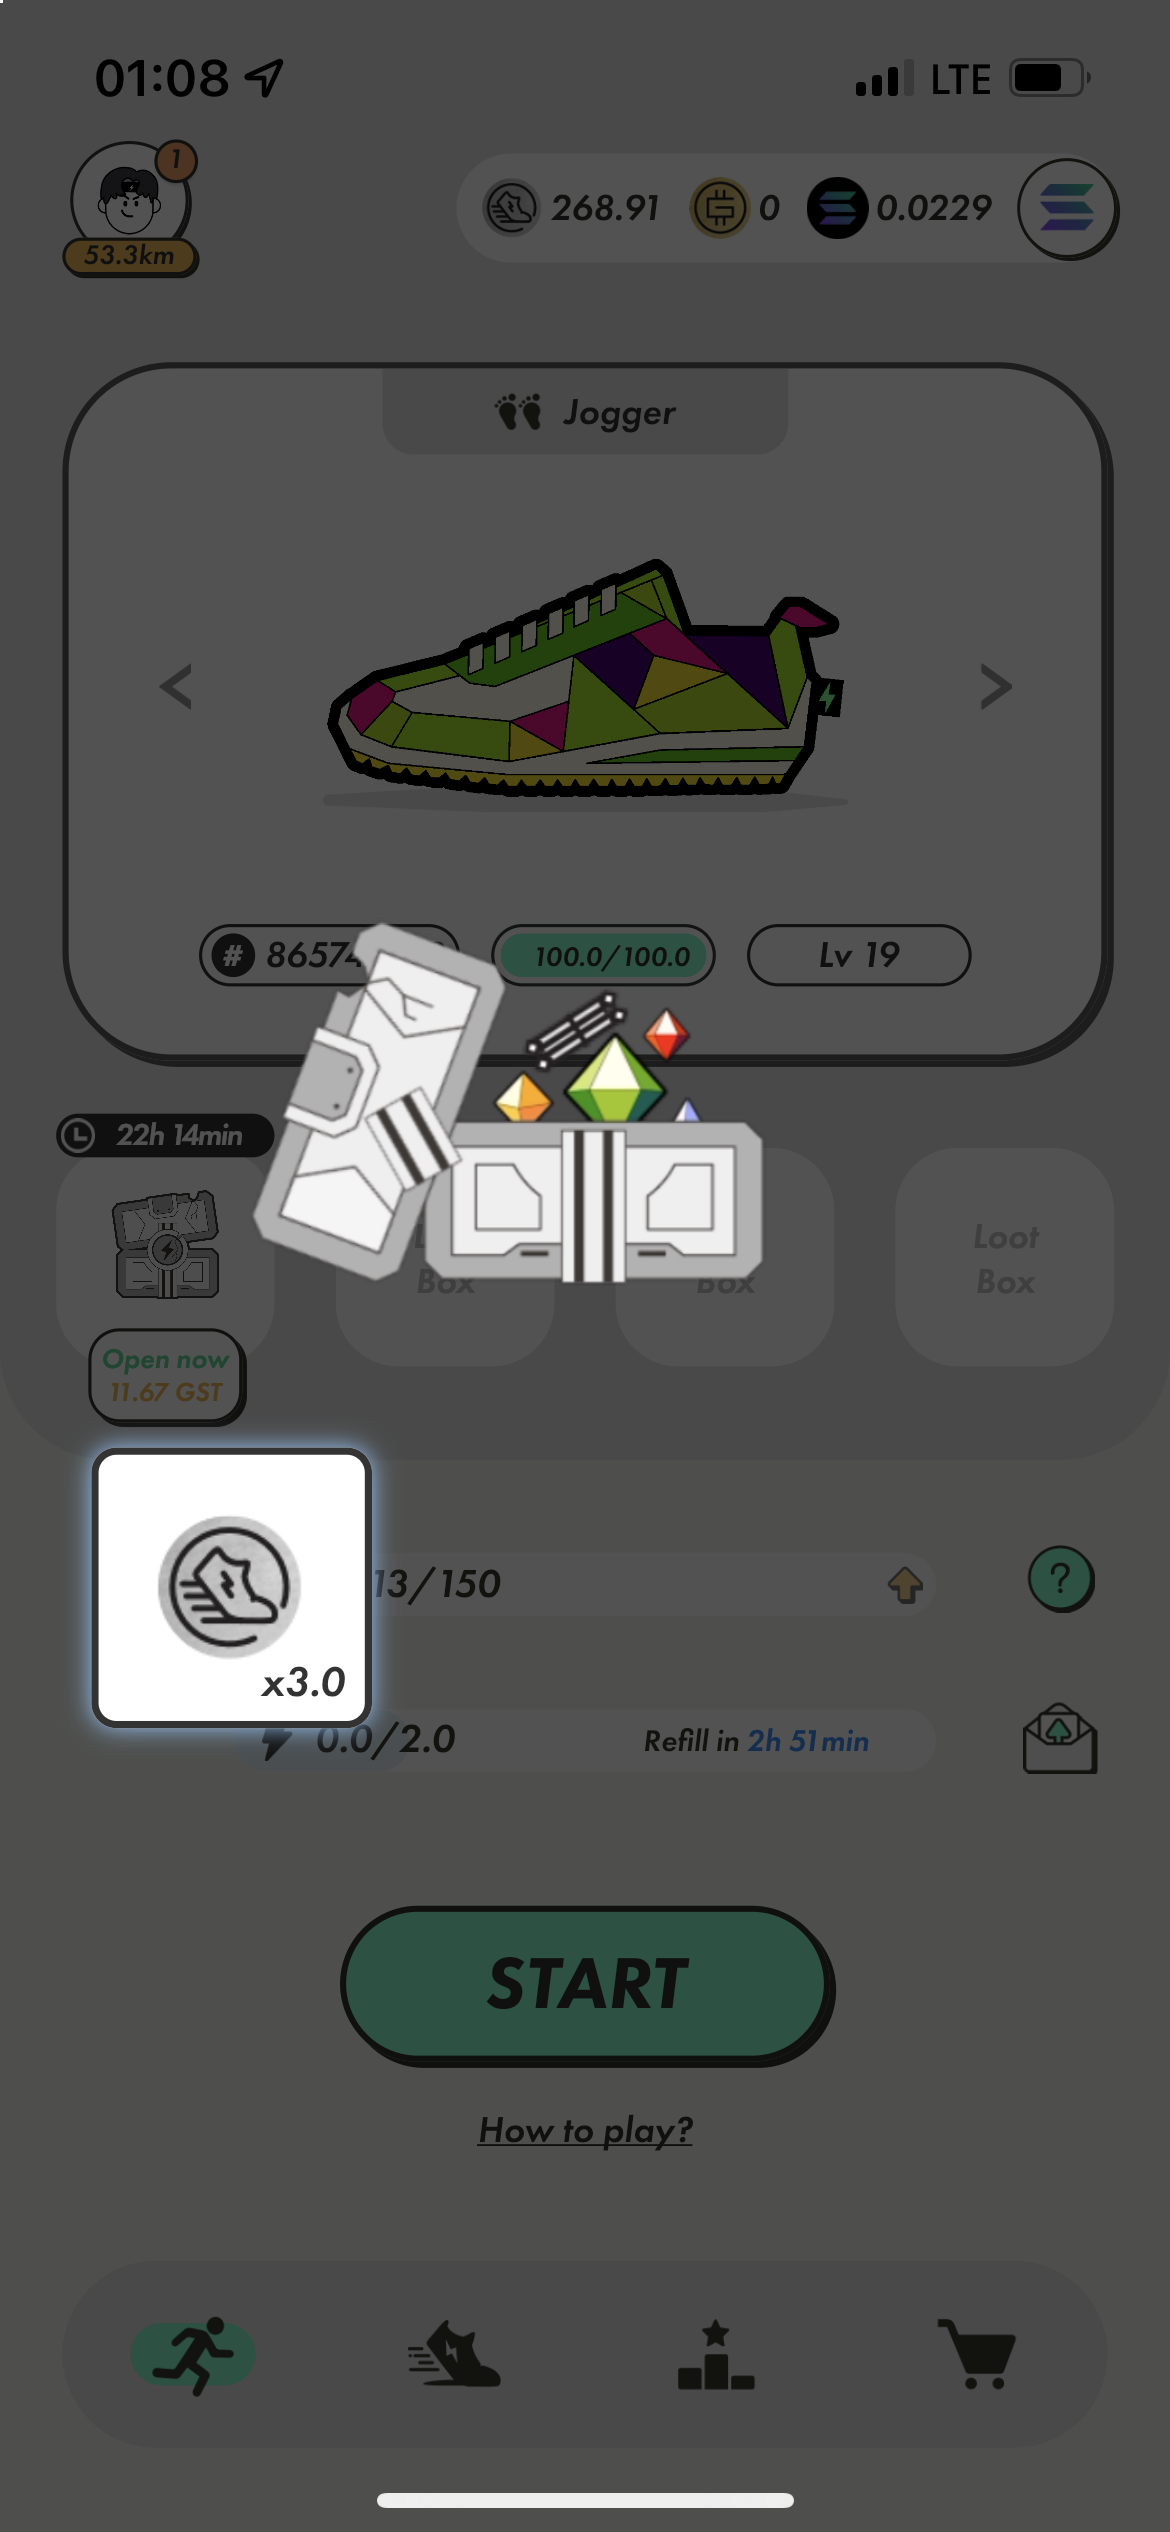 01:08 LTE
1
53.3km
268.91 0 0.0229
Jogger
# 86574
100.0/100.0
Lv 19
22h 14min
Loot
Box
Box
Box
Open now
11.67 GST
x3.0
13/150
?
0.0/2.0
Refill in 2h 51min
START
How to play?